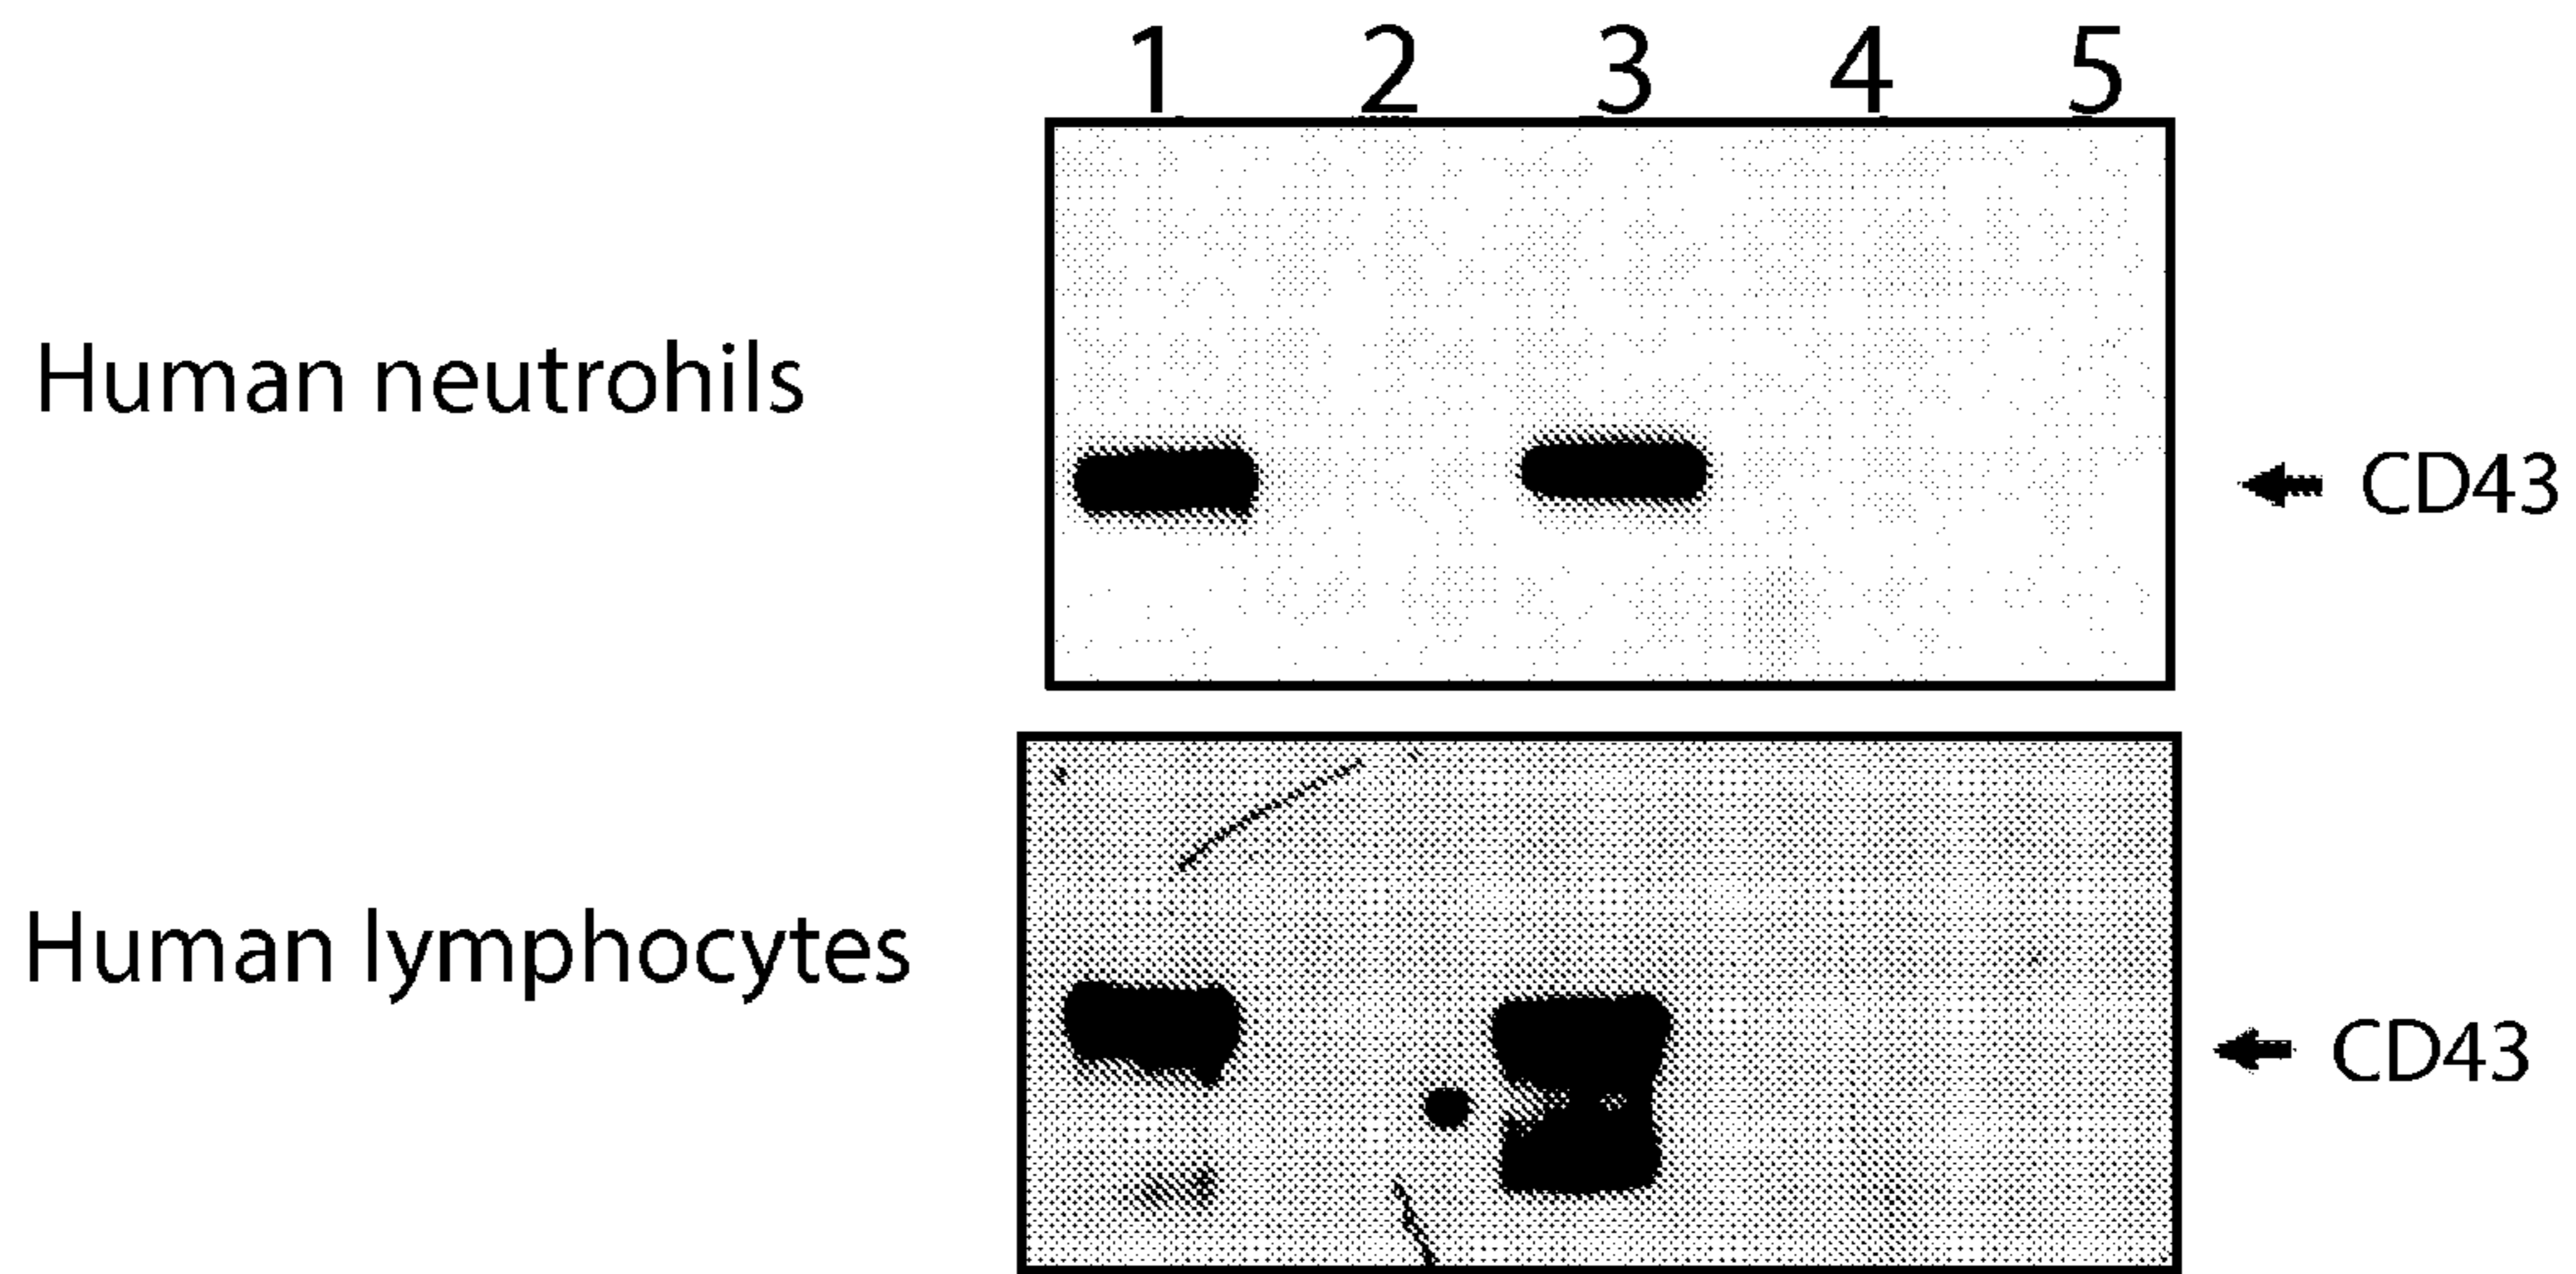 1 2 3 4 5
Human neutrohils
CD43
Human lymphocytes
CD43